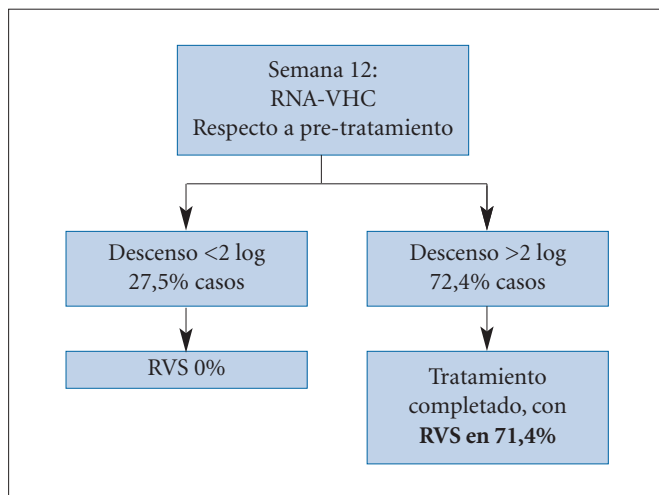 Semana 12:
RNA-VHC
Respecto a pre-tratamiento
Descenso <2 log
27,5% casos
Descenso >2 log
72,4% casos
RVS 0%
Tratamiento
completado, con
RVS en 71,4%